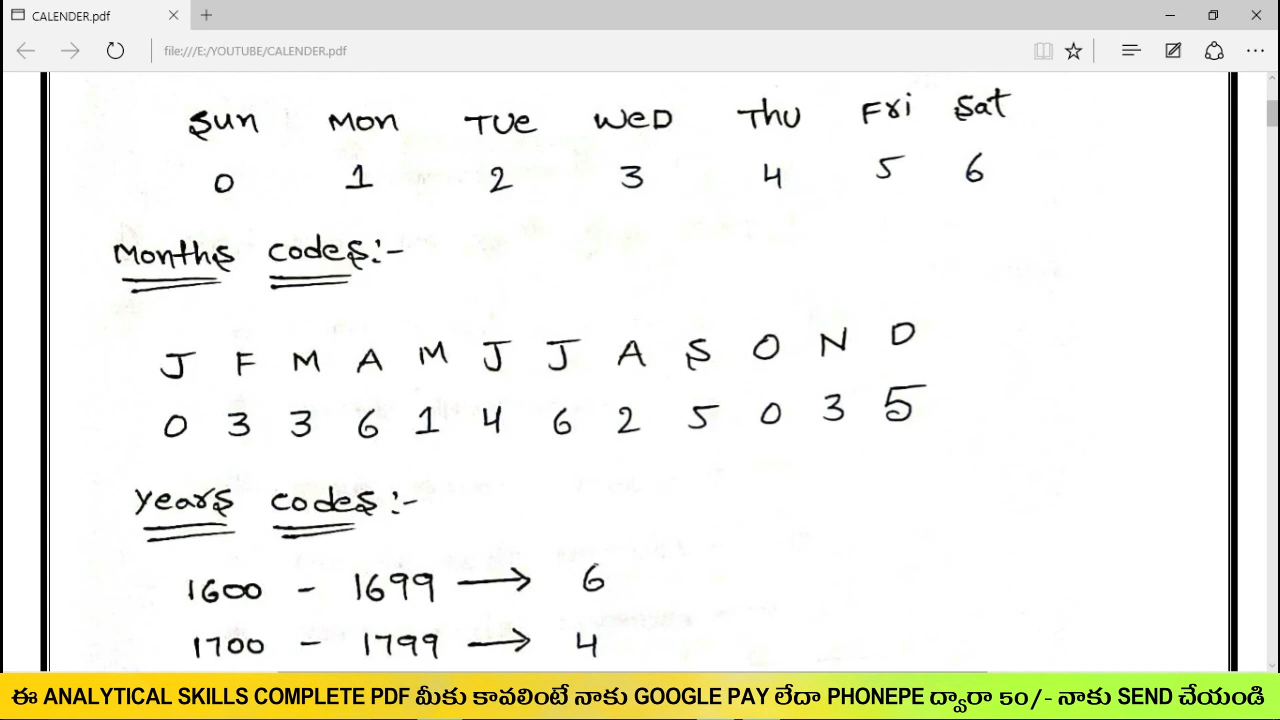 CALENDER.pdf
file:///E:/YOUTUBE/CALENDER.pdf
Sun Mon Tue Wed Thu Fri Sat
0 1 2 3 4 5 6
Months codes:-
J F M A M J J A S O N D
0 3 3 6 1 4 6 2 5 0 3 5
Years codes:-
1600 - 1699 → 6
1700 - 1799 → 4
ఈ ANALYTICAL SKILLS COMPLETE PDF మీకు కావలింటే నాకు GOOGLE PAY లేదా PHONEPE ద్వారా 50/- నాకు SEND చేయండి